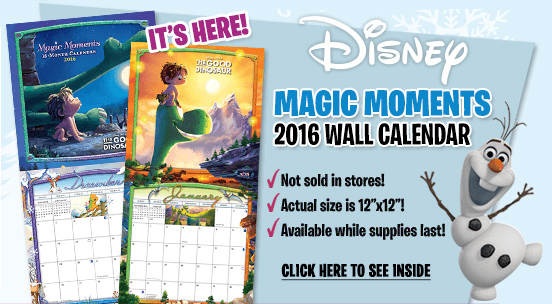 IT'S HERE!
Magic Moments
16-MONTH CALENDAR
2016
THE GOOD
DINOSAUR
THE GOOD
DINOSAUR
December
January
Disney
MAGIC MOMENTS
2016 WALL CALENDAR
Not sold in stores!
Actual size is 12"x12"!
Available while supplies last!
CLICK HERE TO SEE INSIDE